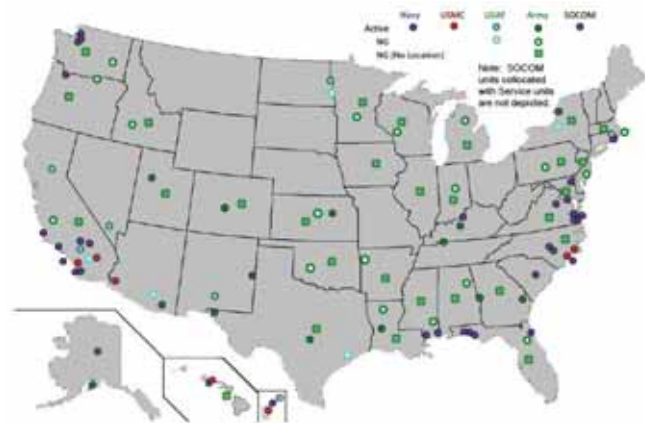 Navy USMC USAF Army SOCOM
Active
NG
NG (No Location)
Note: SOCOM
units collocated
with Service units
are not depicted.